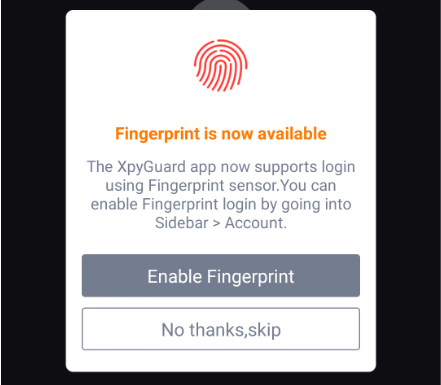 Fingerprint is now available
The XpyGuard app now supports login
using Fingerprint sensor.You can
enable Fingerprint login by going into
Sidebar > Account.
Enable Fingerprint
No thanks,skip